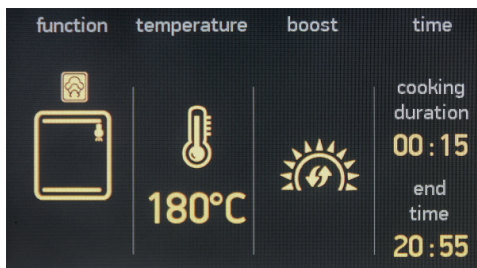 function temperature boost time
cooking
duration
00:15
end
time
180°C
20:55